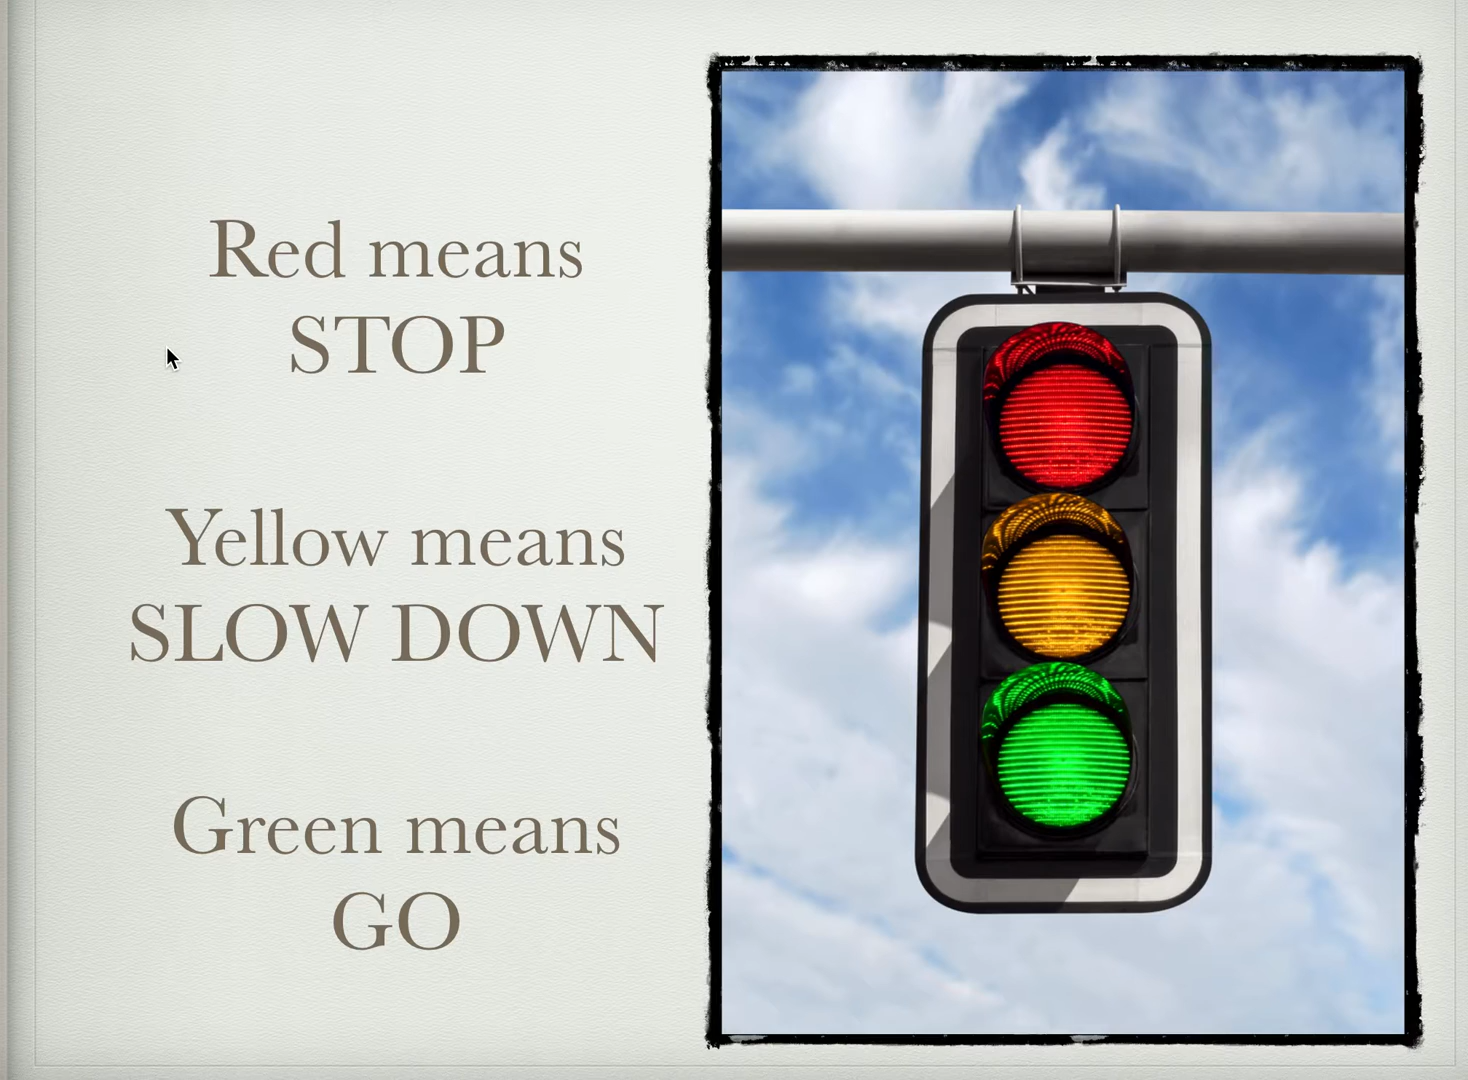 Red means
STOP
Yellow means
SLOW DOWN
Green means
GO